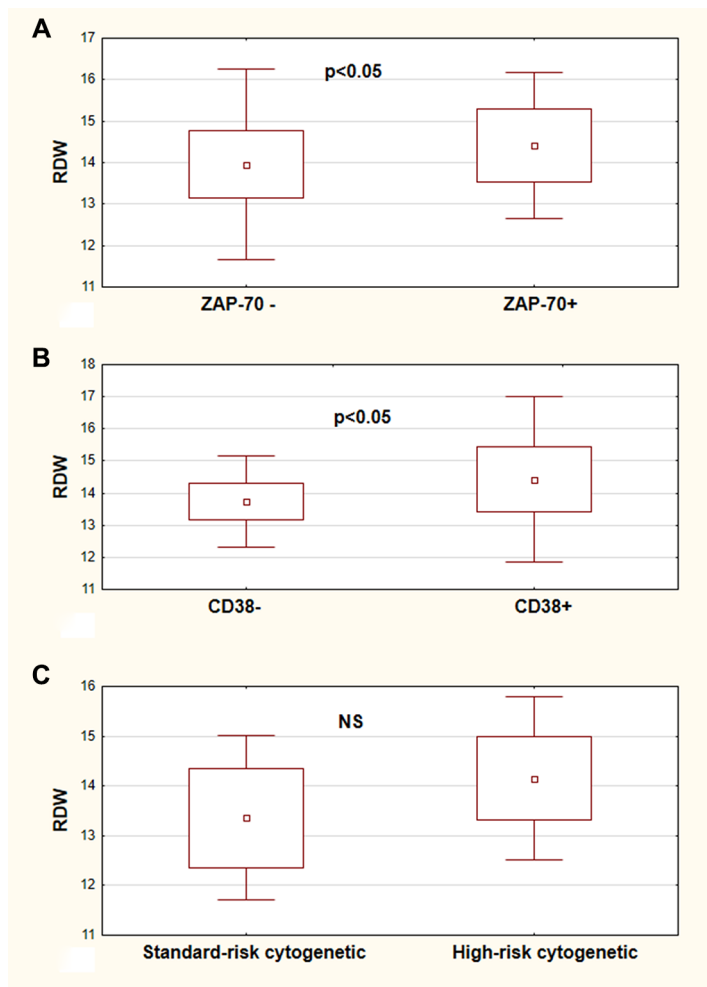 A
17
16
15
14
13
12
11
RDW
p<0.05
ZAP-70 -
ZAP-70+
B
18
17
16
15
14
13
12
11
RDW
p<0.05
CD38-
CD38+
C
16
15
14
13
12
11
RDW
NS
Standard-risk cytogenetic
High-risk cytogenetic